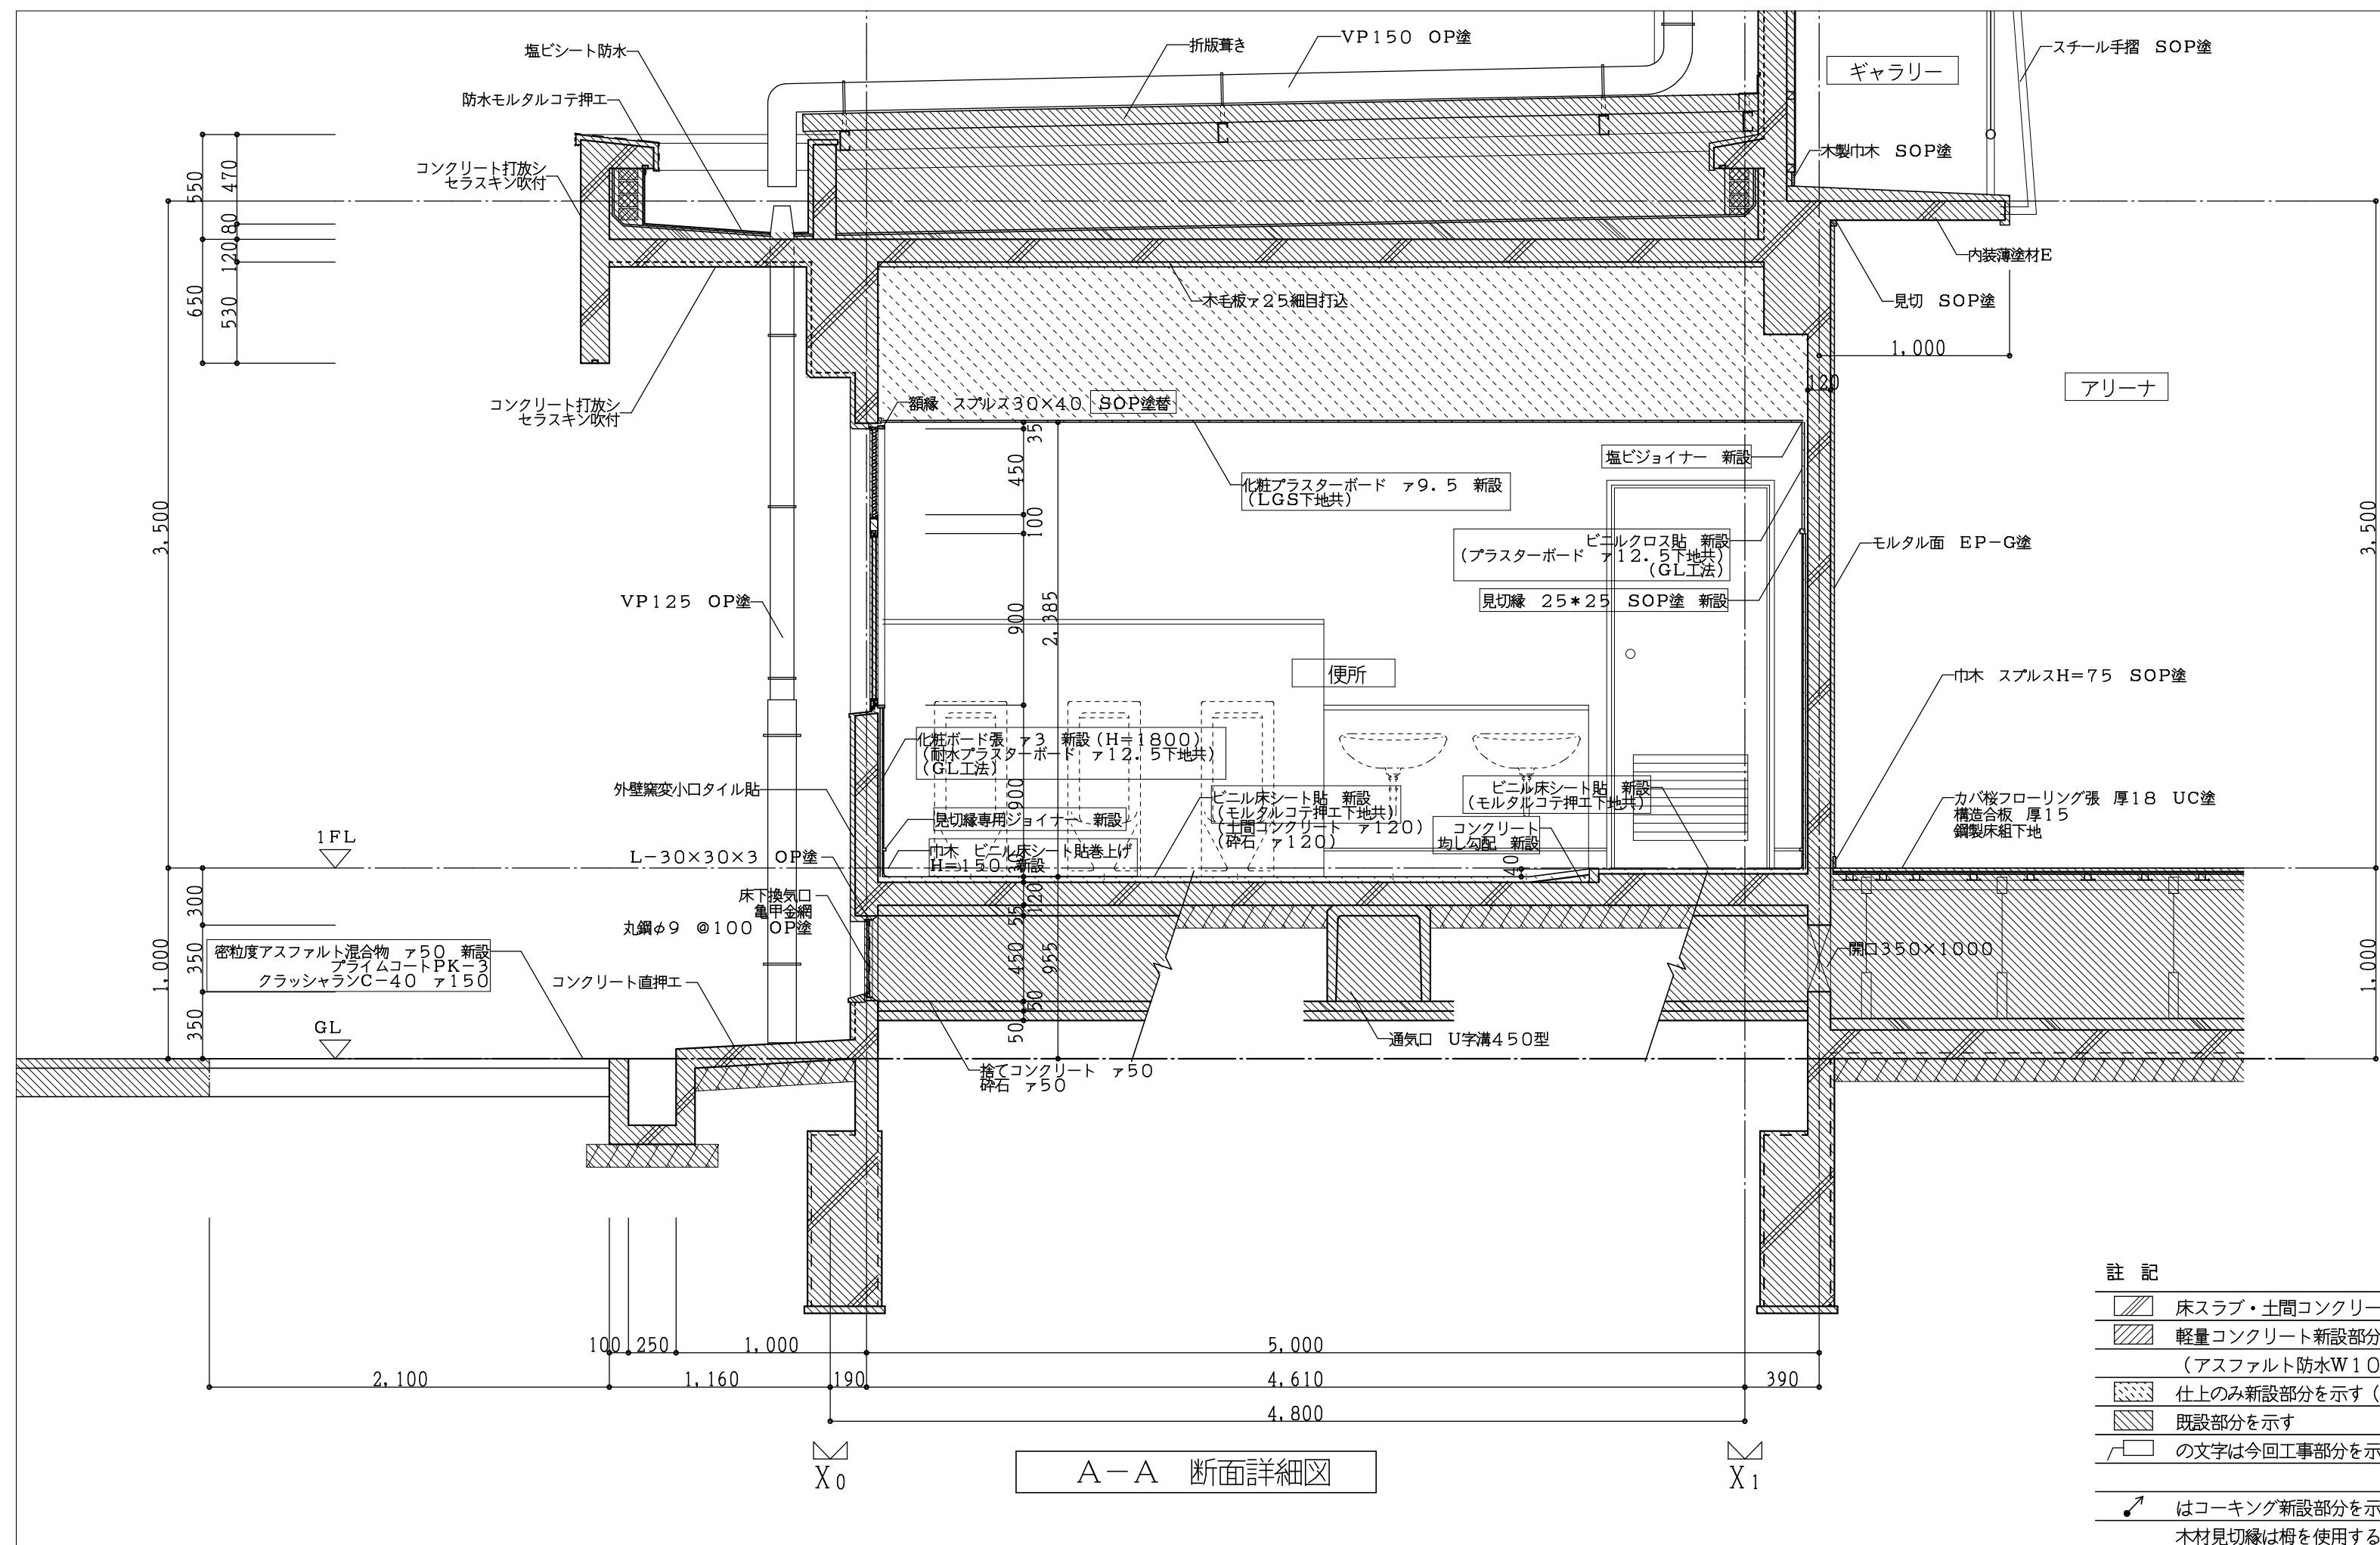 塩ビシート防水
防水モルタルコテ押エ
コンクリート打放シ
セラスキン吹付
折版葺き
VP150 OP塗
ギャラリー
スチール手摺 SOP塗
木製巾木 SOP塗
内装薄塗材E
見切 SOP塗
1,000
120
アリーナ
550
470
80
120
650
530
3,500
木毛板ァ25細目打込
コンクリート打放シ
セラスキン吹付
額縁 スプルス30×40 SOP塗替
35
450
100
900
2,385
900
塩ビジョイナー 新設
化粧プラスターボード ァ9.5 新設
(LGS下地共)
ビニルクロス貼 新設
(プラスターボード ァ12.5下地共)
(GL工法)
見切縁 25*25 SOP塗 新設
モルタル面 EP-G塗
3,500
VP125 OP塗
便所
巾木 スプルスH=75 SOP塗
化粧ボード張 ァ3 新設(H=1800)
(耐水プラスターボード ァ12.5下地共)
(GL工法)
外壁窯変小口タイル貼
見切縁専用ジョイナー 新設
ビニル床シート貼 新設
(モルタルコテ押エ下地共)
(土間コンクリート ァ120)
(砕石 ァ120)
ビニル床シート貼 新設
(モルタルコテ押エ下地共)
コンクリート
均し勾配 新設
カバ桜フローリング張 厚18 UC塗
構造合板 厚15
鋼製床組下地
1FL
L-30×30×3 OP塗
巾木 ビニル床シート貼巻上げ
H=150 新設
40
床下換気口
亀甲金網
丸鋼φ9 @100 OP塗
120
55
450
955
50
50
300
350
350
1,000
密粒度アスファルト混合物 ァ50 新設
プライムコートPK-3
クラッシャランC-40 ァ150
コンクリート直押エ
開口350×1000
1,000
GL
通気口 U字溝450型
捨てコンクリート ァ50
砕石 ァ50
100
250
1,000
5,000
2,100
1,160
190
4,610
390
4,800
X0
X1
A-A 断面詳細図
註 記
床スラブ・土間コンクリー
軽量コンクリート新設部分
(アスファルト防水W10
仕上のみ新設部分を示す(
既設部分を示す
の文字は今回工事部分を示
はコーキング新設部分を示
木材見切縁は栂を使用する